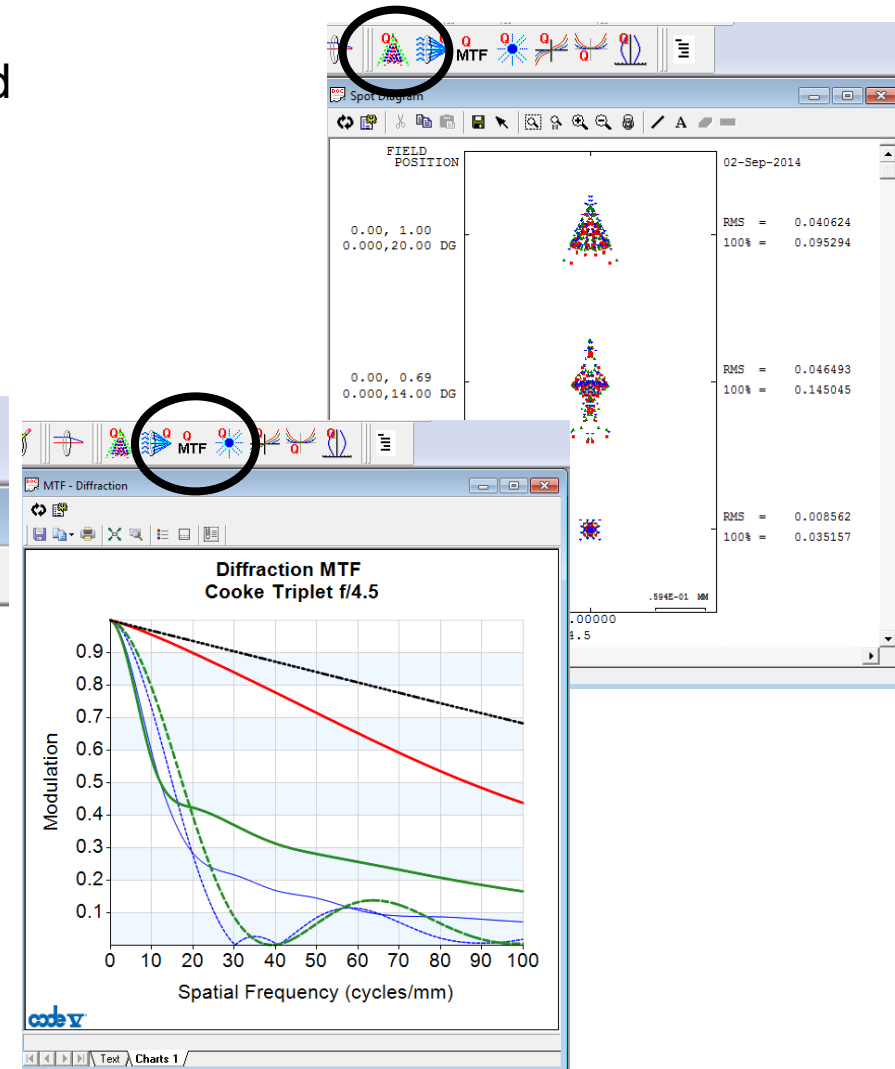 d
Q
Q
Q
MTF
Q
Q
Q
Q
Spot Diagram
A
FIELD
POSITION
02-Sep-2014
0.00, 1.00
0.000,20.00 DG
RMS = 0.040624
100% = 0.095294
0.00, 0.69
0.000,14.00 DG
RMS = 0.046493
100% = 0.145045
RMS = 0.008562
100% = 0.035157
.594E-01 MM
.00000
4.5
Q
Q
Q
MTF
Q
Q
Q
Q
MTF - Diffraction
Diffraction MTF
Cooke Triplet f/4.5
0.9
0.8
0.7
0.6
0.5
0.4
0.3
0.2
0.1
Modulation
0 10 20 30 40 50 60 70 80 90 100
Spatial Frequency (cycles/mm)
code V
Text Charts 1